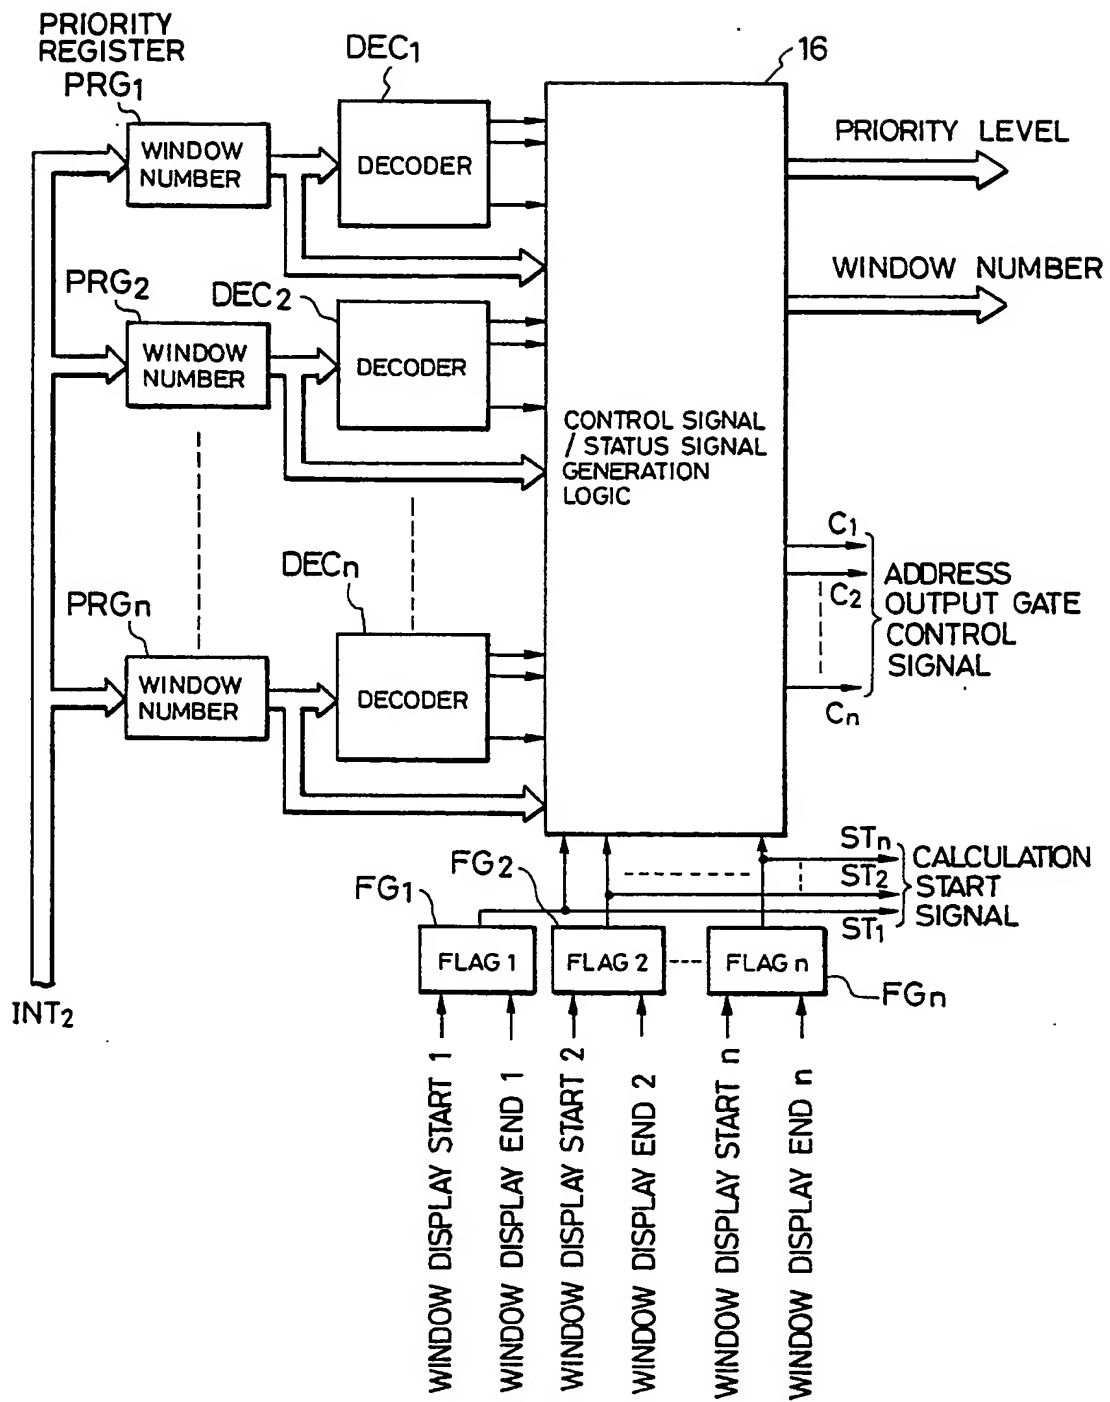 PRIORITY
REGISTER
PRG1
DEC1
16
WINDOW
NUMBER
DECODER
PRIORITY LEVEL
WINDOW NUMBER
PRG2
DEC2
WINDOW
NUMBER
DECODER
CONTROL SIGNAL
/ STATUS SIGNAL
GENERATION
LOGIC
C1
C2
Cn
ADDRESS
OUTPUT GATE
CONTROL
SIGNAL
PRGn
DECn
WINDOW
NUMBER
DECODER
STn
ST2
ST1
CALCULATION
START
SIGNAL
FG1
FG2
FLAG 1
FLAG 2
FLAG n
FGn
INT2
WINDOW DISPLAY START 1
WINDOW DISPLAY END 1
WINDOW DISPLAY START 2
WINDOW DISPLAY END 2
WINDOW DISPLAY START n
WINDOW DISPLAY END n